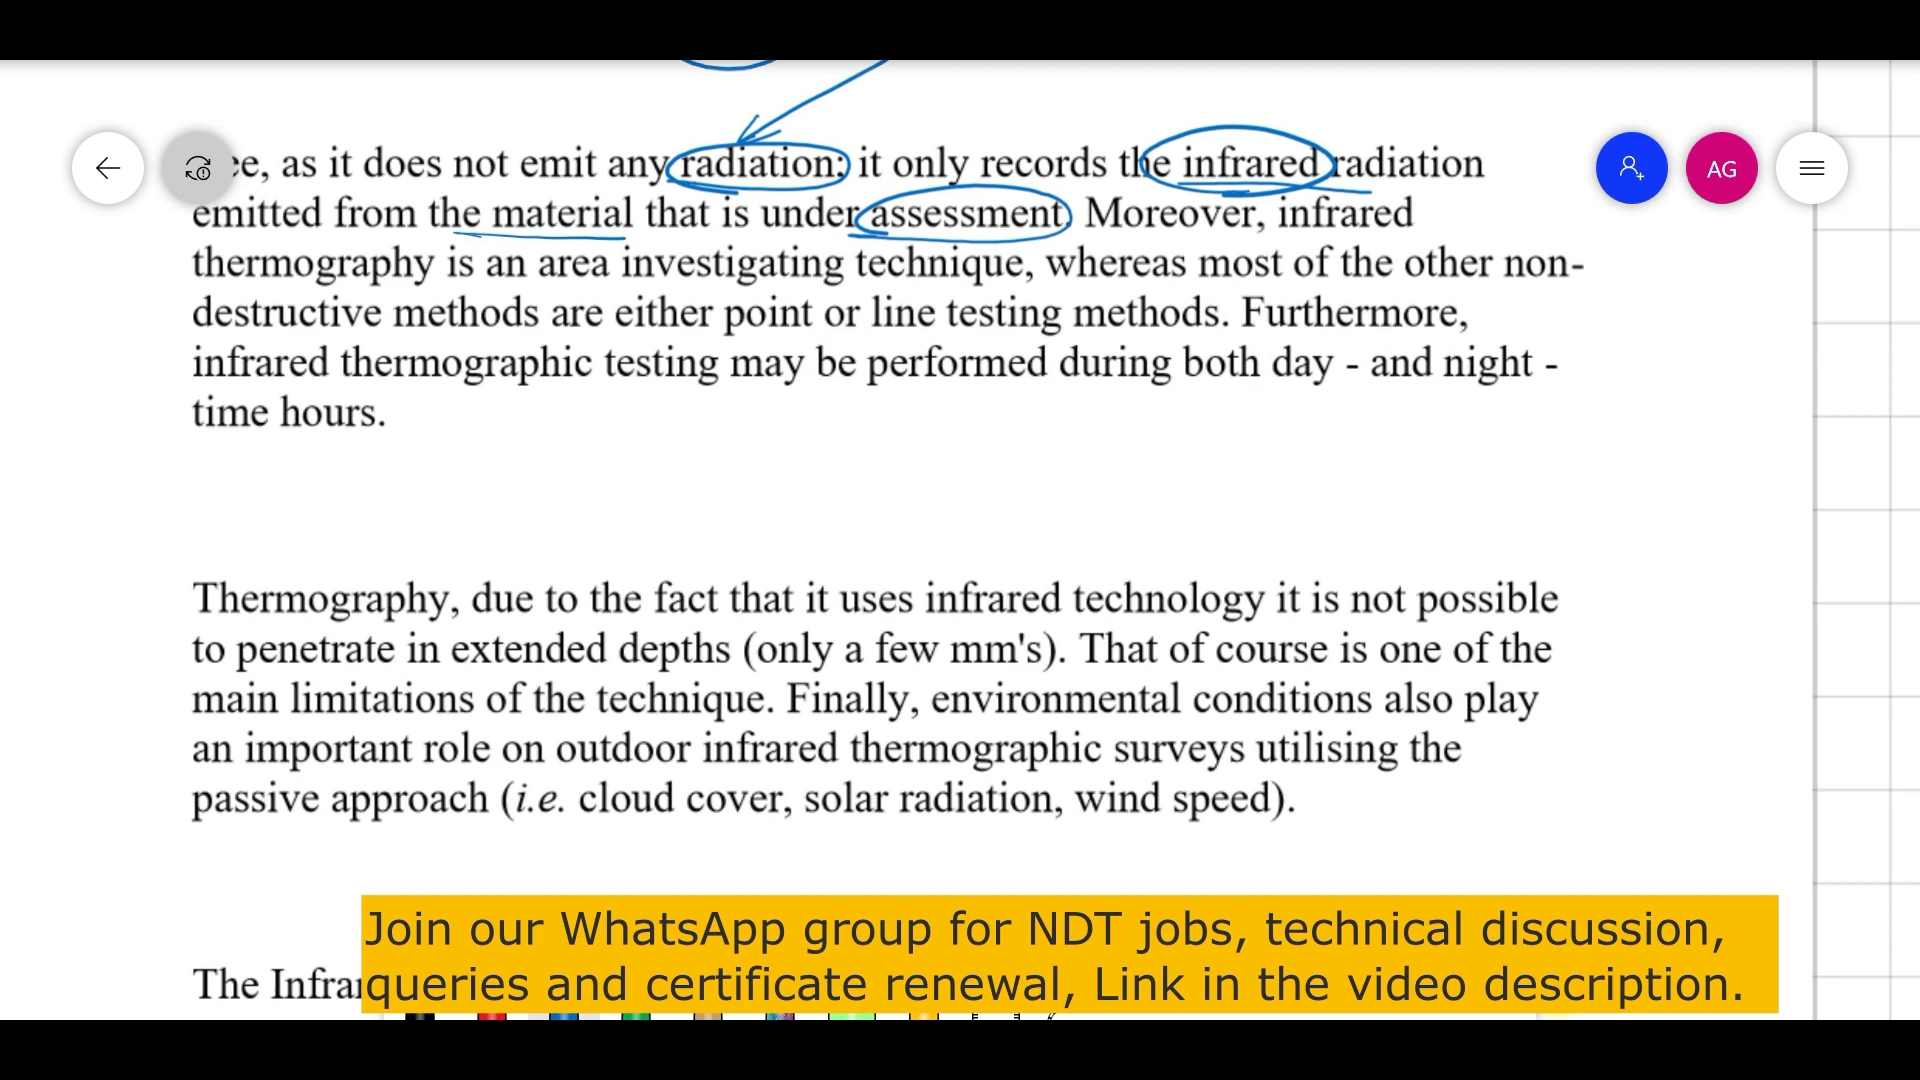 as it does not emit any radiation; it only records the infrared radiation
AG
emitted from the material that is under assessment. Moreover, infrared
thermography is an area investigating technique, whereas most of the other non-
destructive methods are either point or line testing methods. Furthermore,
infrared thermographic testing may be performed during both day - and night -
time hours.
Thermography, due to the fact that it uses infrared technology it is not possible
to penetrate in extended depths (only a few mm's). That of course is one of the
main limitations of the technique. Finally, environmental conditions also play
an important role on outdoor infrared thermographic surveys utilising the
passive approach (i.e. cloud cover, solar radiation, wind speed).
Join our WhatsApp group for NDT jobs, technical discussion,
The
queries and certificate renewal, Link in the video description.